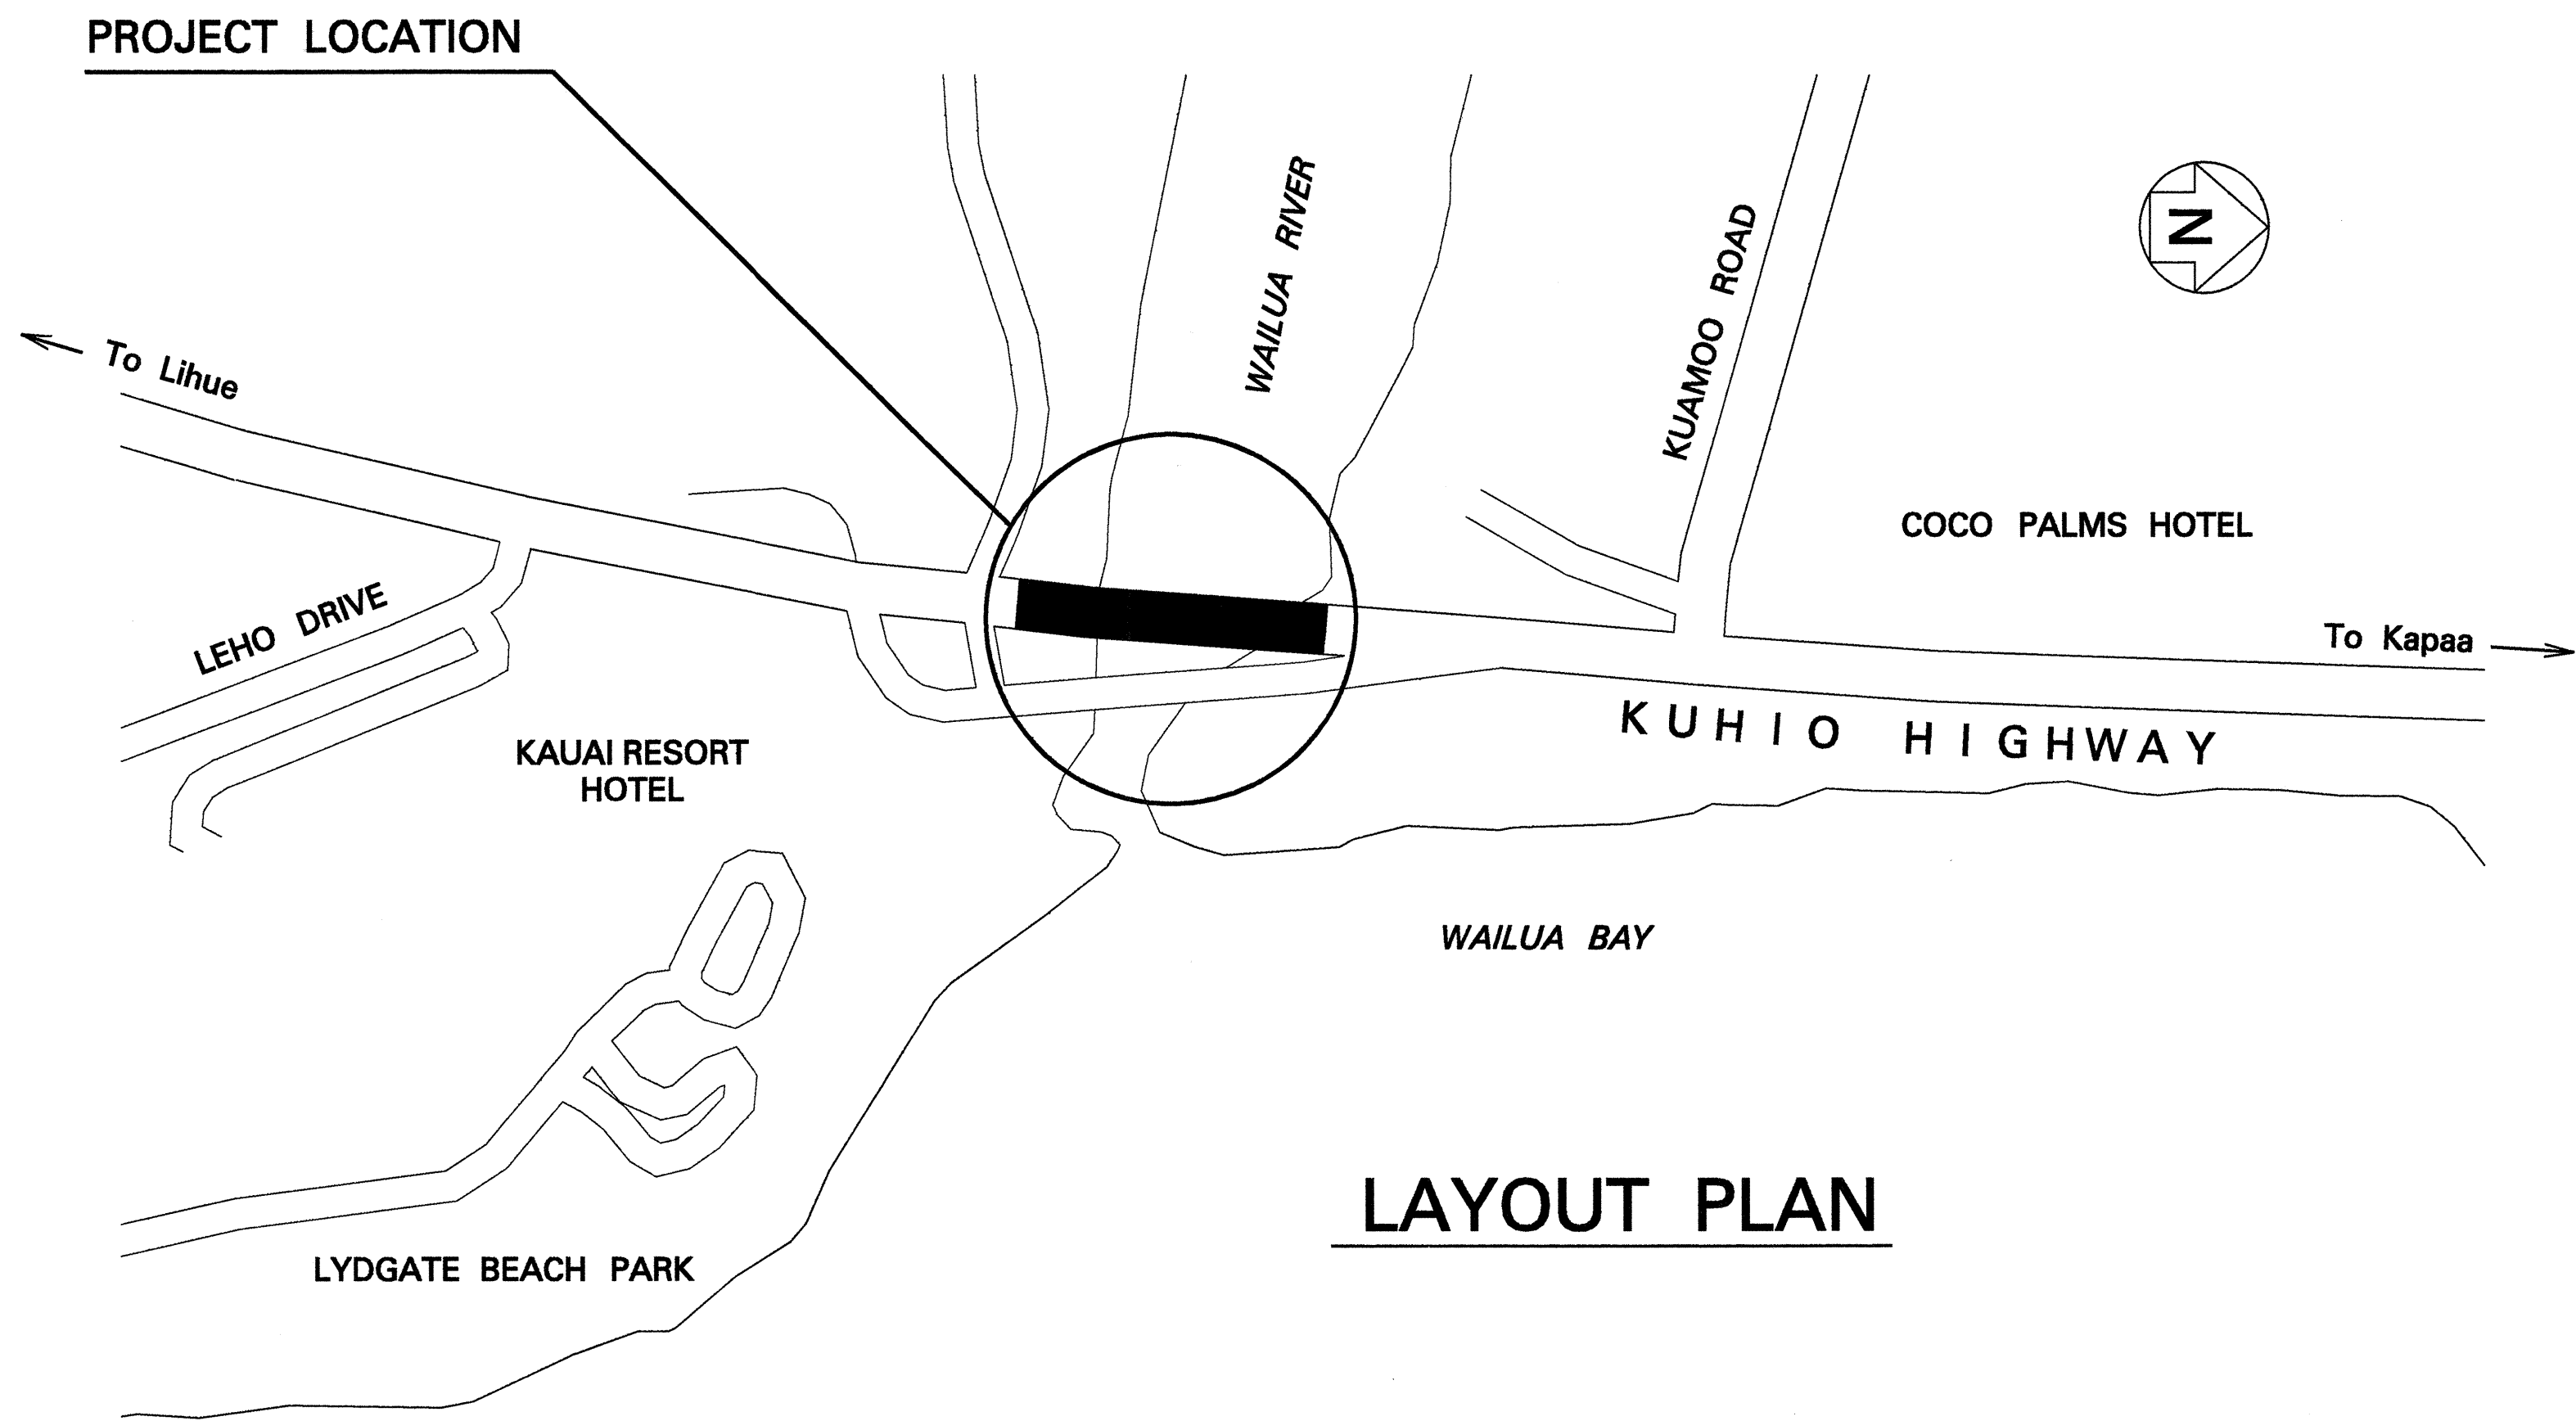 PROJECT LOCATION
WAILUA RIVER
KUAMOO ROAD
N
To Lihue
COCO PALMS HOTEL
LEHO DRIVE
To Kapaa
KUHIO HIGHWAY
KAUAI RESORT
HOTEL
WAILUA BAY
LAYOUT PLAN
LYDGATE BEACH PARK